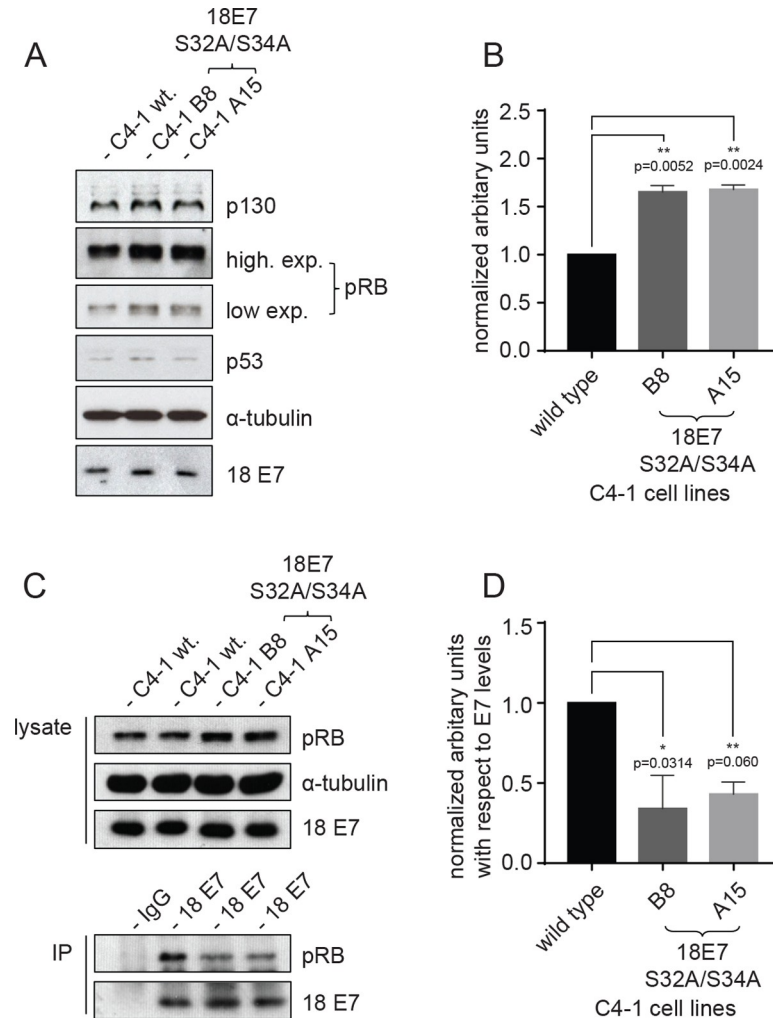 A
18E7
S32A/S34A
- C4-1 wt.
- C4-1 B8
- C4-1 A15
p130
high. exp.
low exp.
pRB
p53
α-tubulin
18 E7
B
normalized arbitary units
2.5
2.0
1.5
1.0
0.5
0.0
**
p=0.0052
**
p=0.0024
wild type
B8
A15
18E7
S32A/S34A
C4-1 cell lines
C
18E7
S32A/S34A
- C4-1 wt.
- C4-1 wt.
- C4-1 B8
- C4-1 A15
lysate
pRB
α-tubulin
18 E7
- IgG
- 18 E7
- 18 E7
- 18 E7
IP
pRB
18 E7
D
normalized arbitary units
with respect to E7 levels
1.5
1.0
0.5
0.0
*
p=0.0314
**
p=0.060
wild type
B8
A15
18E7
S32A/S34A
C4-1 cell lines